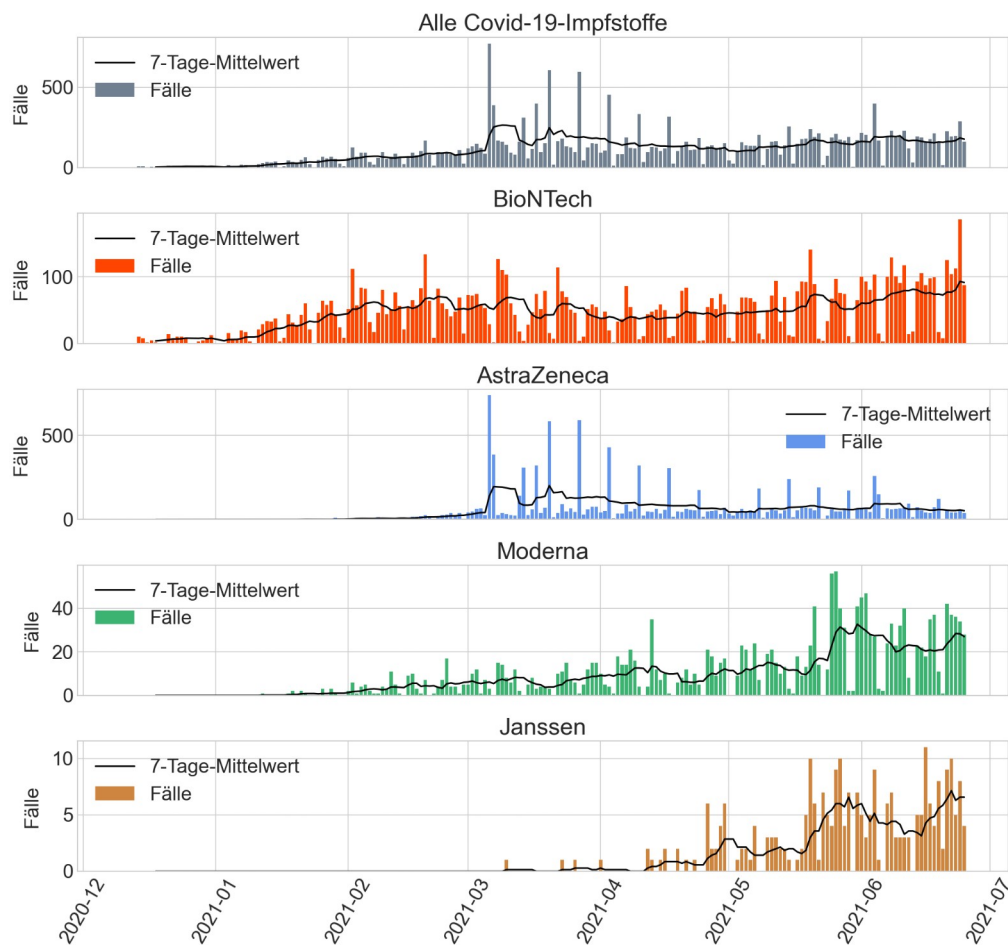 Alle Covid-19-Impfstoffe
7-Tage-Mittelwert
Fälle
Fälle
500
0
BioNTech
7-Tage-Mittelwert
Fälle
Fälle
100
0
AstraZeneca
7-Tage-Mittelwert
Fälle
Fälle
500
0
Moderna
7-Tage-Mittelwert
Fälle
Fälle
40
20
0
Janssen
7-Tage-Mittelwert
Fälle
Fälle
10
5
0
2020-12
2021-01
2021-02
2021-03
2021-04
2021-05
2021-06
2021-07